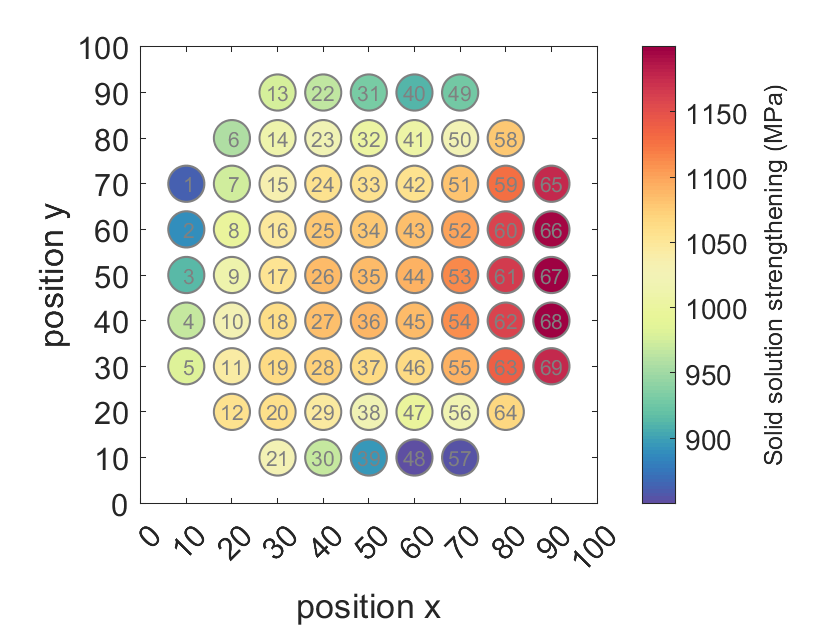 100
90
80
70
60
50
40
30
20
10
0
position y
13 22 31 40 49
6 14 23 32 41 50 58
1 7 15 24 33 42 51 59 65
2 8 16 25 34 43 52 60 66
3 9 17 26 35 44 53 61 67
4 10 18 27 36 45 54 62 68
5 11 19 28 37 46 55 63 69
12 20 29 38 47 56 64
21 30 39 48 57
0 10 20 30 40 50 60 70 80 90 100
position x
1150
1100
1050
1000
950
900
Solid solution strengthening (MPa)